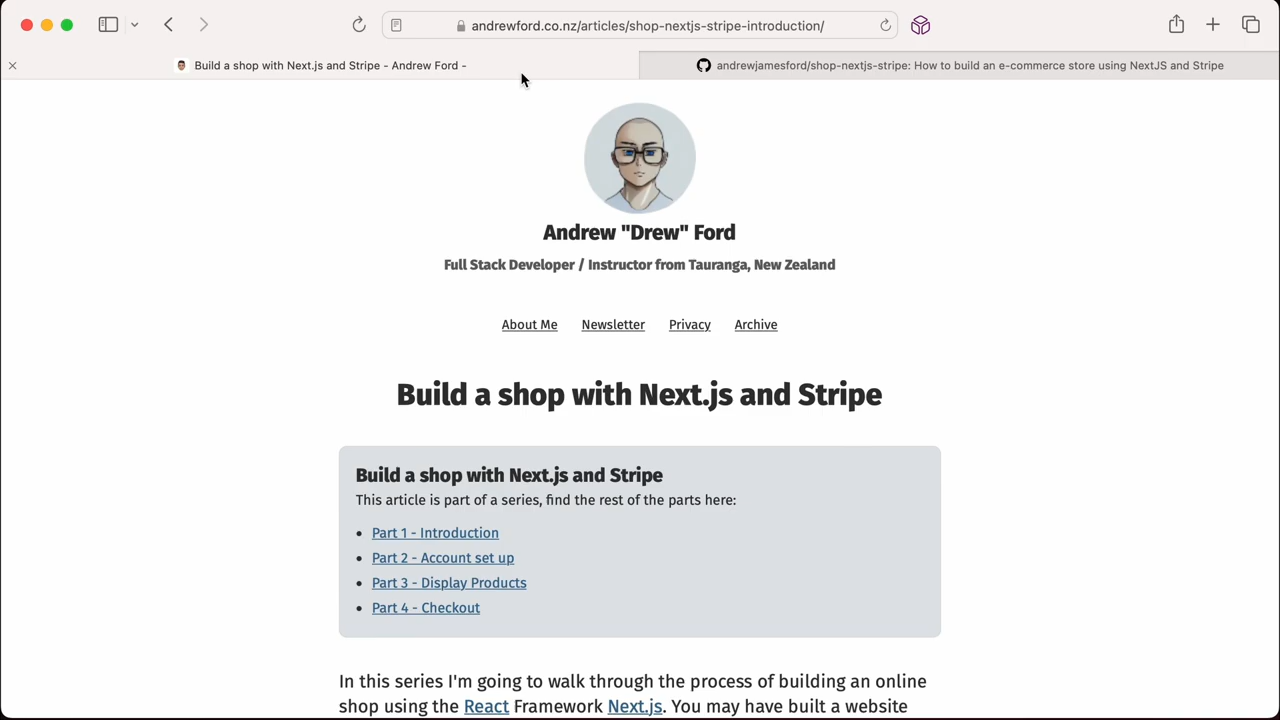 andrewford.co.nz/articles/shop-nextjs-stripe-introduction/
Build a shop with Next.js and Stripe - Andrew Ford -
andrewjamesford/shop-nextjs-stripe: How to build an e-commerce store using NextJS and Stripe
Andrew "Drew" Ford
Full Stack Developer / Instructor from Tauranga, New Zealand
About Me Newsletter Privacy Archive
Build a shop with Next.js and Stripe
Build a shop with Next.js and Stripe
This article is part of a series, find the rest of the parts here:
• Part 1 - Introduction
• Part 2 - Account set up
• Part 3 - Display Products
• Part 4 - Checkout
In this series I'm going to walk through the process of building an online
shop using the React Framework Next.js. You may have built a website